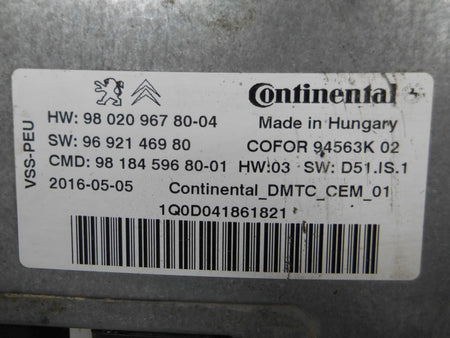 Continental
HW: 98 020 967 80-04 Made in Hungary
SW: 96 921 469 80 COFOR 94563K 02
CMD: 98 184 596 80-01 HW:03 SW: D51.IS.1
2016-05-05 Continental_DMTC_CEM_01
1Q0D041861821
VSS-PEU